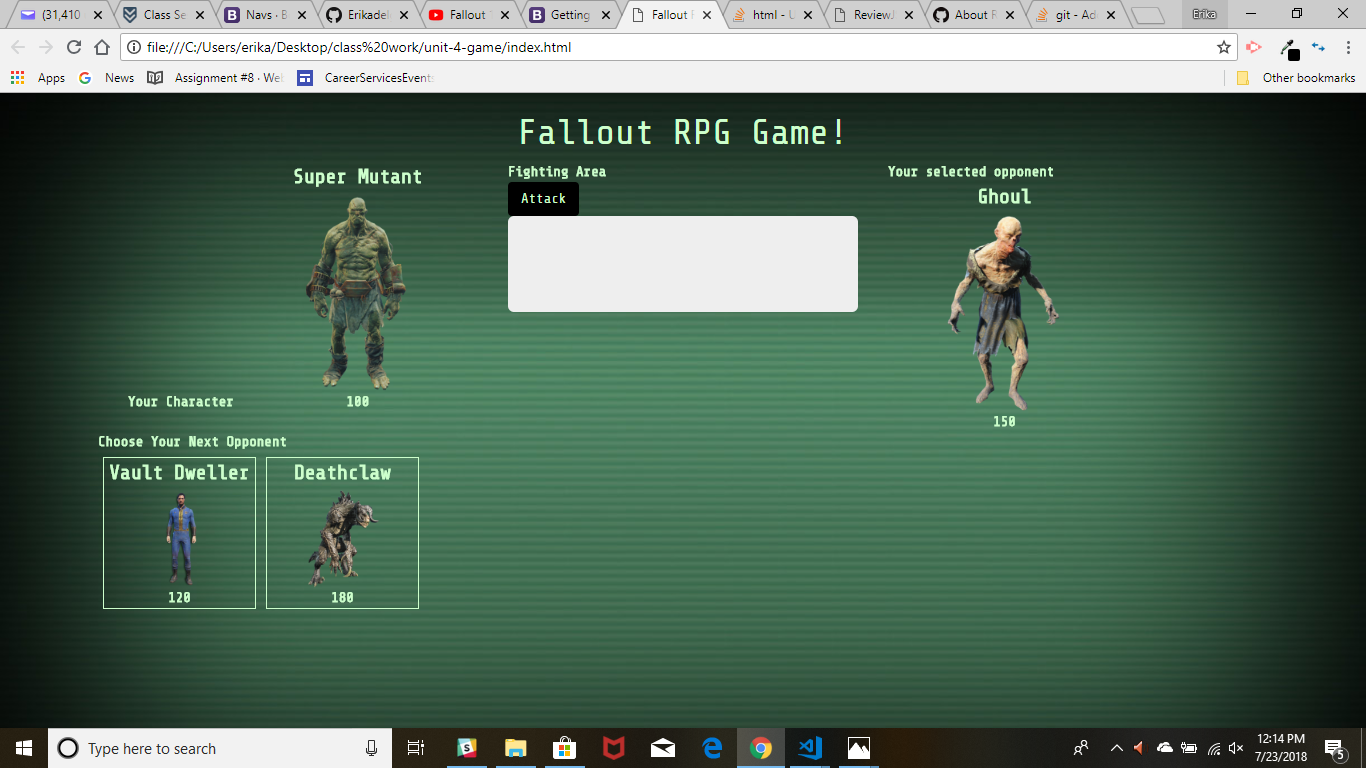 (31,410
Class Se
Navs · B
Erikadel
Fallout
Getting
Fallout R
html - U
ReviewJ
About R
git - Ad
Erika
file:///C:/Users/erika/Desktop/class%20work/unit-4-game/index.html
Apps
News
Assignment #8 · Web
CareerServicesEvents
Other bookmarks
Fallout RPG Game!
Super Mutant
100
Your Character
Fighting Area
Attack
Your selected opponent
Ghoul
150
Choose Your Next Opponent
Vault Dweller
120
Deathclaw
180
Type here to search
12:14 PM
7/23/2018
5